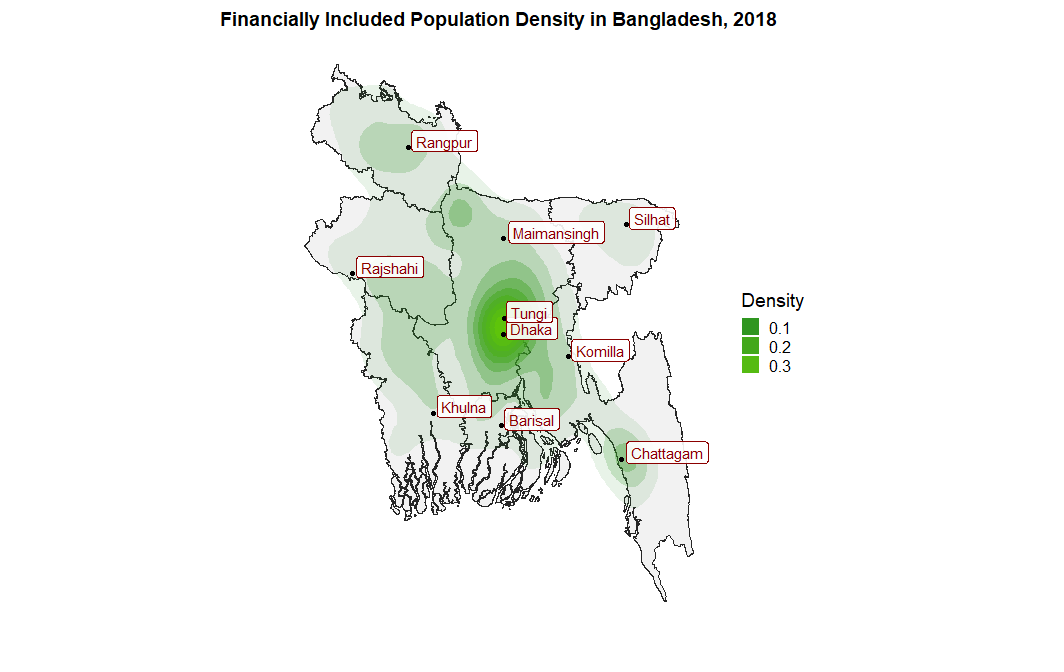 Financially Included Population Density in Bangladesh, 2018
Rangpur
Silhat
Maimansingh
Rajshahi
Tungi
Dhaka
Komilla
Khulna
Barisal
Chattagam
Density
0.1
0.2
0.3